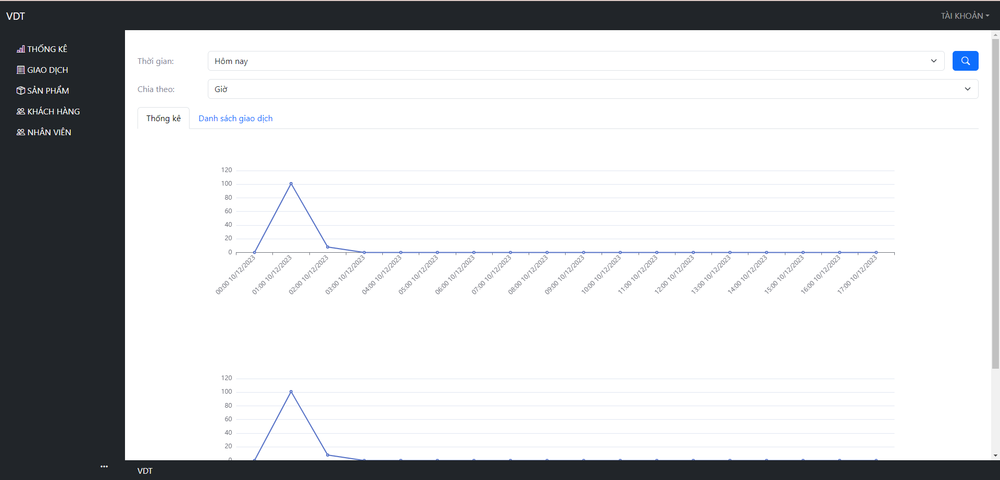 VDT
TÀI KHOẢN
THỐNG KÊ
GIAO DỊCH
SẢN PHẨM
KHÁCH HÀNG
NHÂN VIÊN
Thời gian:
Hôm nay
Chia theo:
Giờ
Thống kê
Danh sách giao dịch
120
100
80
60
40
20
0
00:00 10/12/2023
01:00 10/12/2023
02:00 10/12/2023
03:00 10/12/2023
04:00 10/12/2023
05:00 10/12/2023
06:00 10/12/2023
07:00 10/12/2023
08:00 10/12/2023
09:00 10/12/2023
10:00 10/12/2023
11:00 10/12/2023
12:00 10/12/2023
13:00 10/12/2023
14:00 10/12/2023
15:00 10/12/2023
16:00 10/12/2023
17:00 10/12/2023
120
100
80
60
40
20
0
VDT